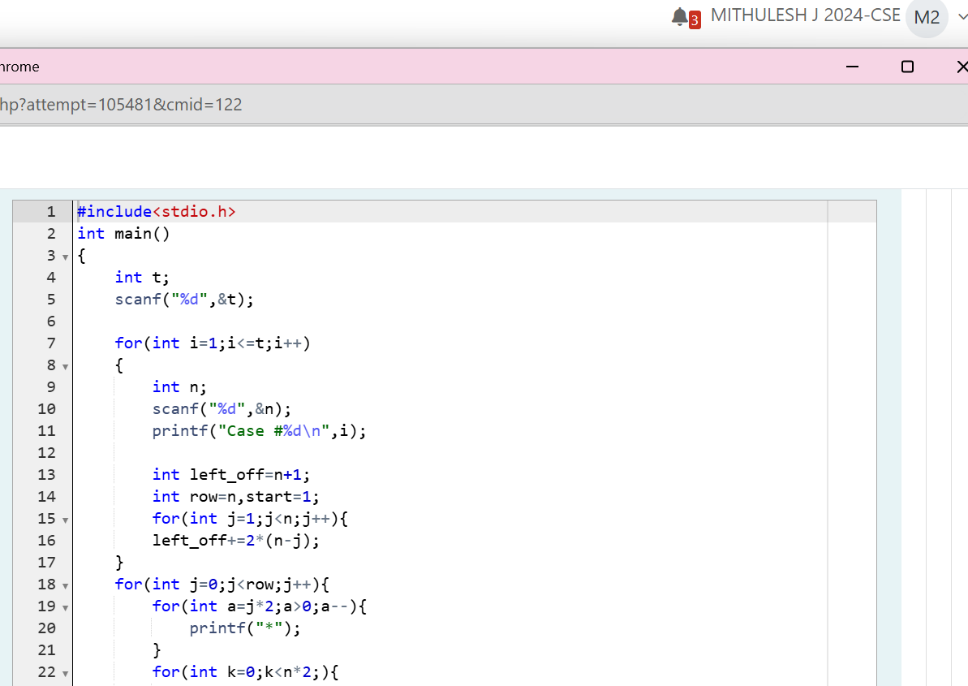 3 MITHULESH J 2024-CSE M2
hrome
hp?attempt=105481&cmid=122
1 #include<stdio.h>
2 int main()
3 {
4     int t;
5     scanf("%d",&t);
6
7     for(int i=1;i<=t;i++)
8     {
9         int n;
10         scanf("%d",&n);
11         printf("Case #%d\n",i);
12
13         int left_off=n+1;
14         int row=n,start=1;
15         for(int j=1;j<n;j++){
16         left_off+=2*(n-j);
17     }
18     for(int j=0;j<row;j++){
19         for(int a=j*2;a>0;a--){
20             printf("*");
21         }
22         for(int k=0;k<n*2;){